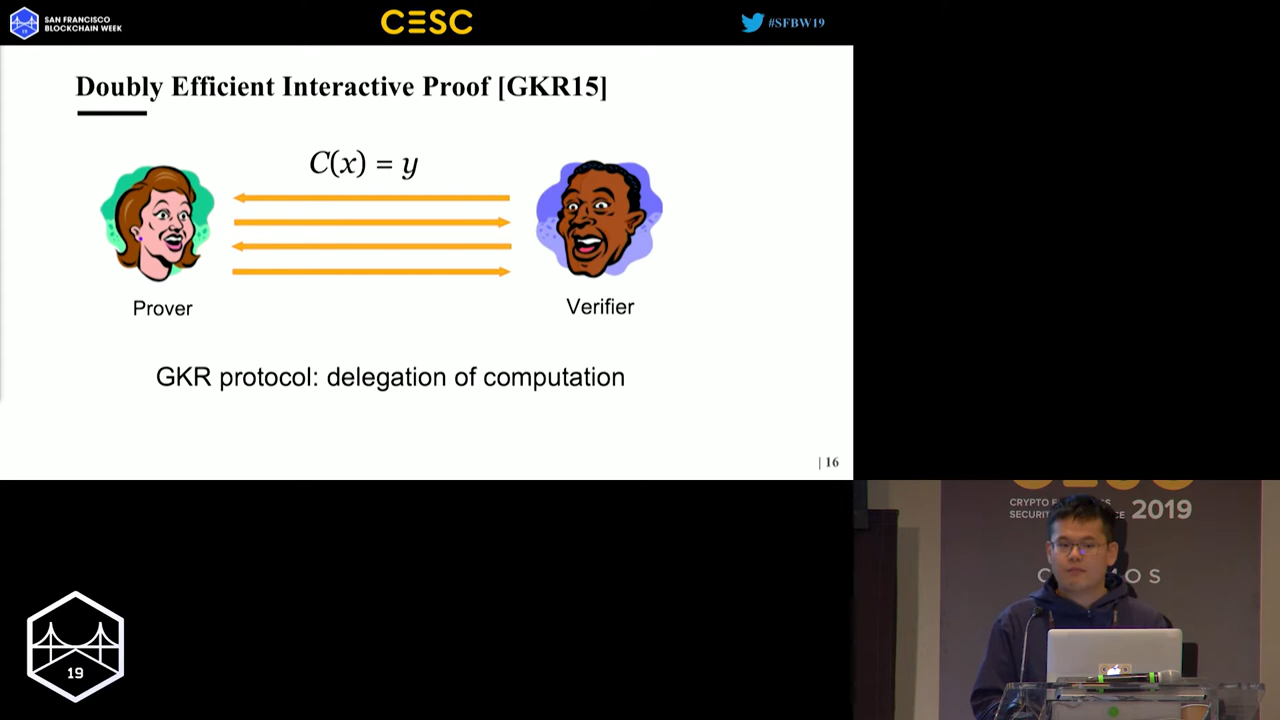 SAN FRANCISCO
BLOCKCHAIN WEEK
19
CESC
#SFBW19
Doubly Efficient Interactive Proof [GKR15]
C(x) = y
Prover
Verifier
GKR protocol: delegation of computation
| 16
CRYPTO
SECURIT
2019
19